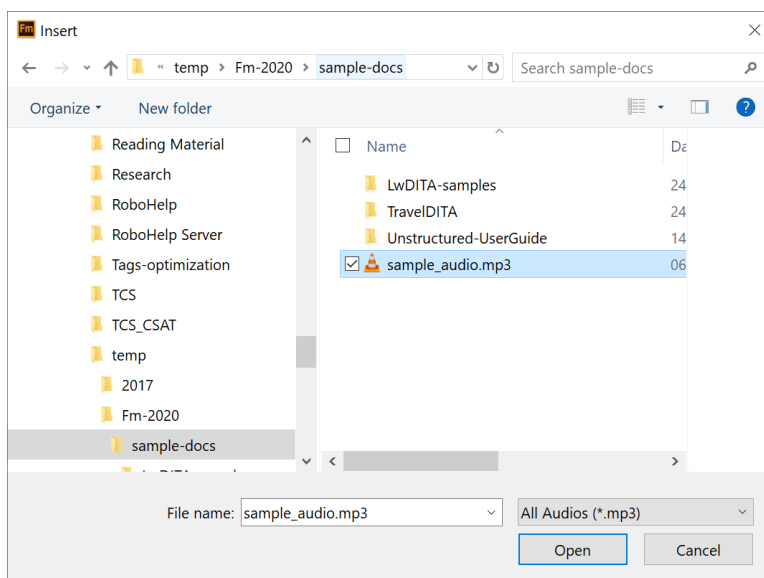 Fm Insert
« temp > Fm-2020 > sample-docs
Search sample-docs
Organize
New folder
?
Reading Material
Research
RoboHelp
RoboHelp Server
Tags-optimization
TCS
TCS_CSAT
temp
2017
Fm-2020
sample-docs
Name
LwDITA-samples 24
TravelDITA 24
Unstructured-UserGuide 14
sample_audio.mp3 06
File name: sample_audio.mp3
All Audios (*.mp3)
Open
Cancel